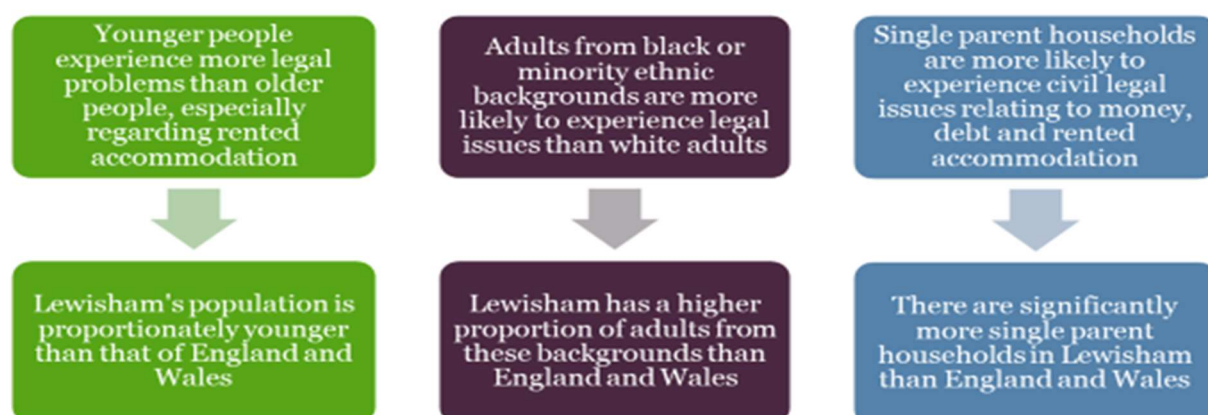 Younger people
experience more legal
problems than older
people, especially
regarding rented
accommodation
Adults from black or
minority ethnic
backgrounds are more
likely to experience legal
issues than white adults
Single parent households
are more likely to
experience civil legal
issues relating to money,
debt and rented
accommodation
Lewisham's population is
proportionately younger
than that of England and
Wales
Lewisham has a higher
proportion of adults from
these backgrounds than
England and Wales
There are significantly
more single parent
households in Lewisham
than England and Wales